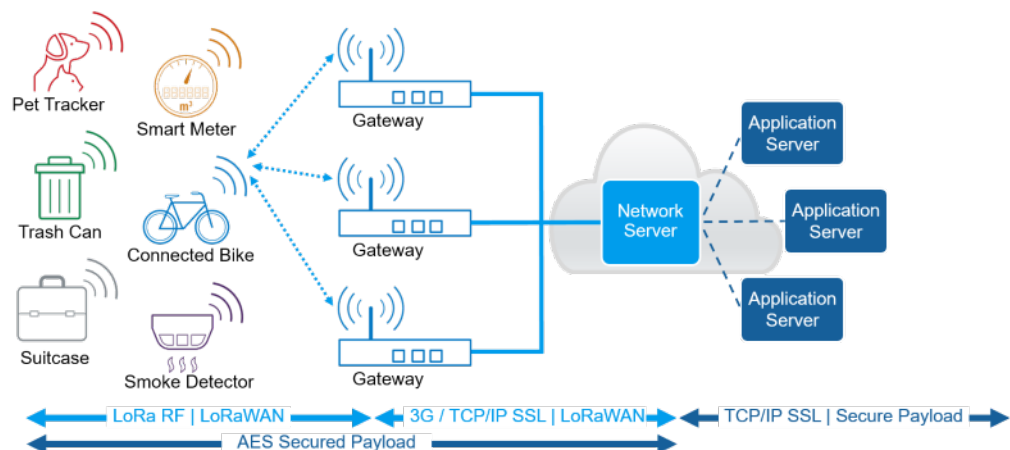 Pet Tracker
888888
m³
Smart Meter
Trash Can
Connected Bike
Suitcase
Smoke Detector
Gateway
Gateway
Gateway
Network
Server
Application
Server
Application
Server
Application
Server
LoRa RF | LoRaWAN
3G / TCP/IP SSL | LoRaWAN
TCP/IP SSL | Secure Payload
AES Secured Payload